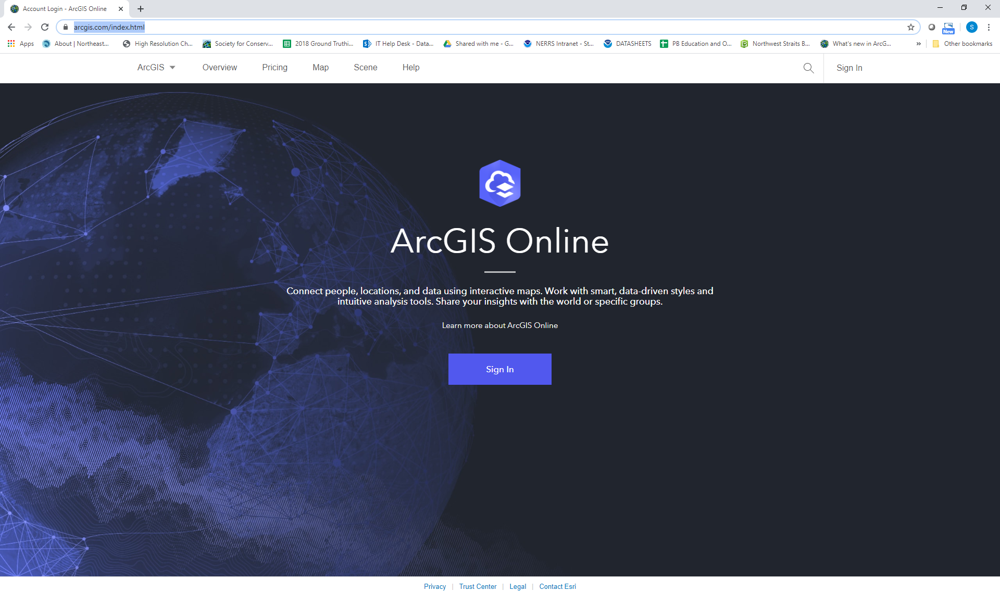 Account Login - ArcGIS Online
arcgis.com/index.html
New
S
Apps
About | Northeast...
High Resolution Ch...
Society for Conserv...
2018 Ground Truthi...
IT Help Desk - Data...
Shared with me - G...
NERRS Intranet - St...
DATASHEETS
PB Education and O...
Northwest Straits B...
What's new in ArcG...
»
Other bookmarks
ArcGIS
Overview
Pricing
Map
Scene
Help
Sign In
ArcGIS Online
Connect people, locations, and data using interactive maps. Work with smart, data-driven styles and
intuitive analysis tools. Share your insights with the world or specific groups.
Learn more about ArcGIS Online
Sign In
Privacy | Trust Center | Legal | Contact Esri